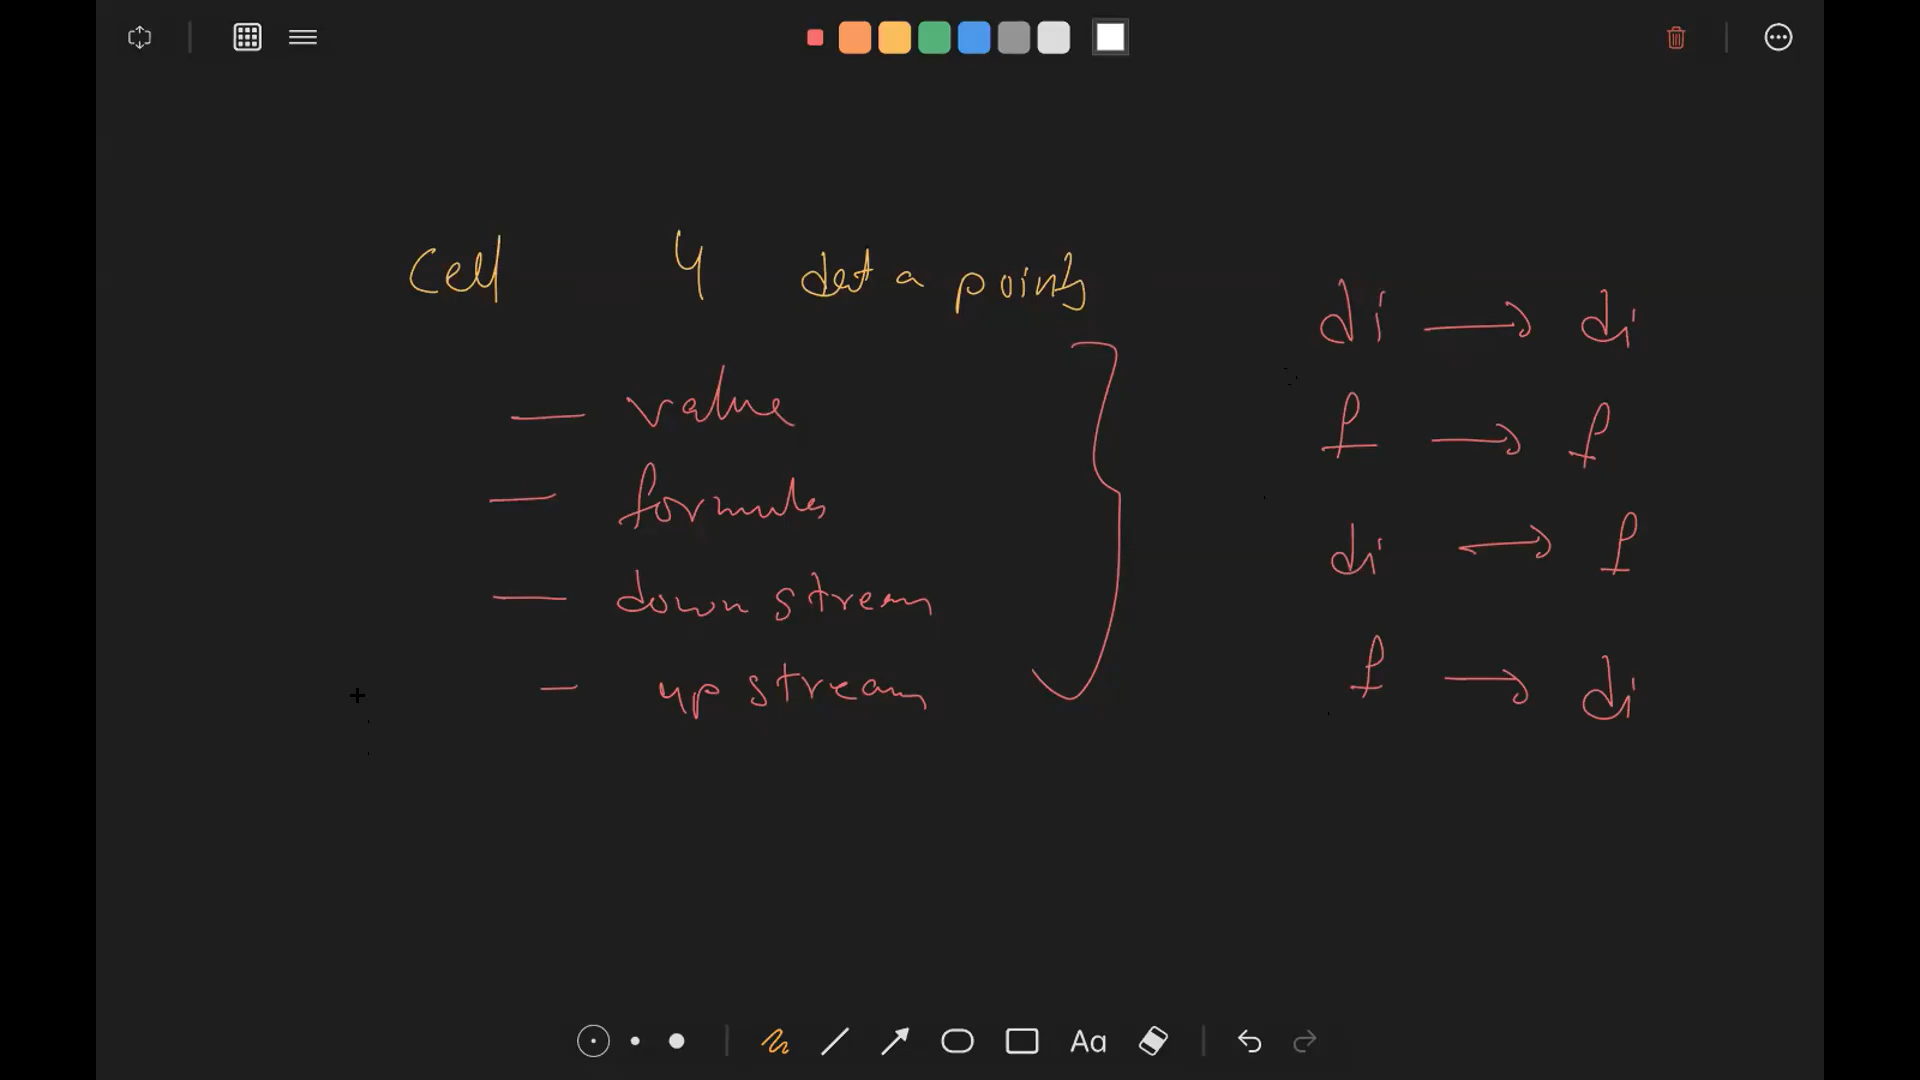 Cell 4 data points
— value
— formula
— down stream
- up stream
di → di
f → f
di → f
f → di
Aa